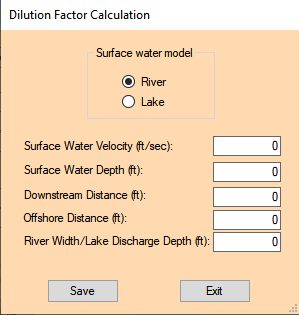 Dilution Factor Calculation
Surface water model
River
Lake
Surface Water Velocity (ft/sec): 0
Surface Water Depth (ft): 0
Downstream Distance (ft): 0
Offshore Distance (ft): 0
River Width/Lake Discharge Depth (ft): 0
Save Exit